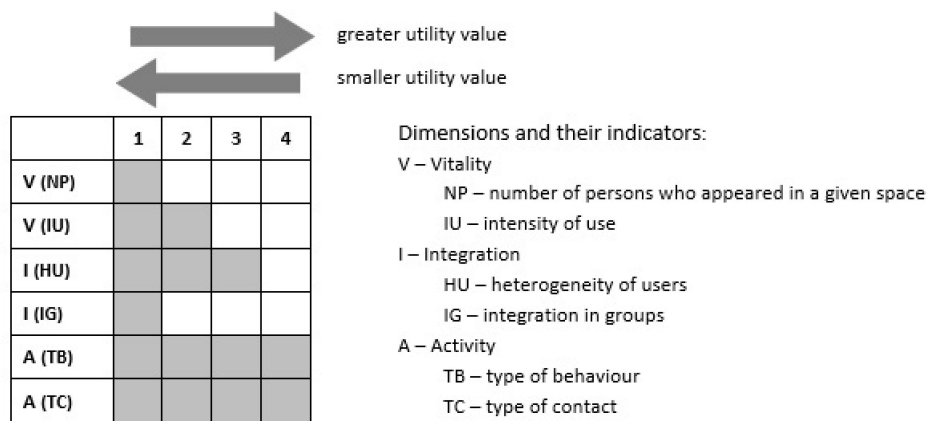 greater utility value
smaller utility value
1 2 3 4
V (NP)
V (IU)
I (HU)
I (IG)
A (TB)
A (TC)
Dimensions and their indicators:
V – Vitality
NP – number of persons who appeared in a given space
IU – intensity of use
I – Integration
HU – heterogeneity of users
IG – integration in groups
A – Activity
TB – type of behaviour
TC – type of contact